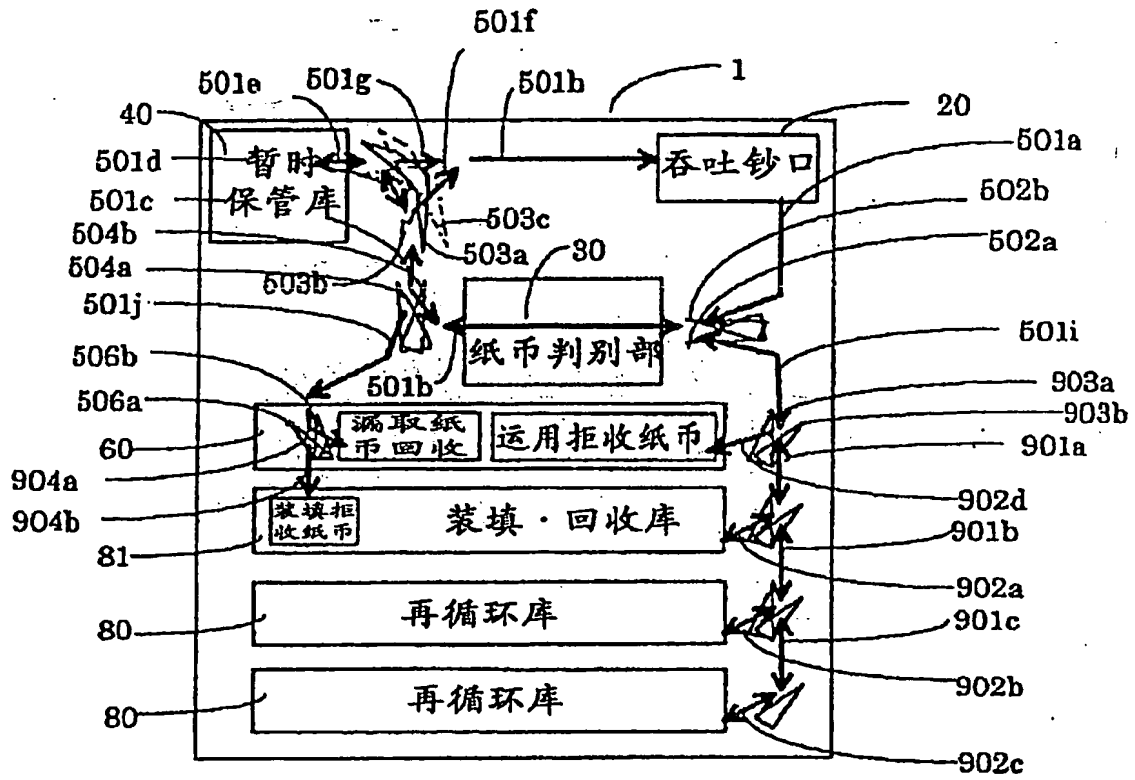 501f
501g
501h
1
501e
20
40
501a
501d
暂时
保管库
吞吐钞口
501c
502b
503c
504b
503a
30
502a
504a
503b
501j
501i
纸币判别部
506b
501b
903a
506a
903b
漏取纸
币回收
运用拒收纸币
60
901a
904a
902d
904b
装填拒
收纸币
装填·回收库
901b
81
902a
80
再循环库
901c
902b
80
再循环库
902c